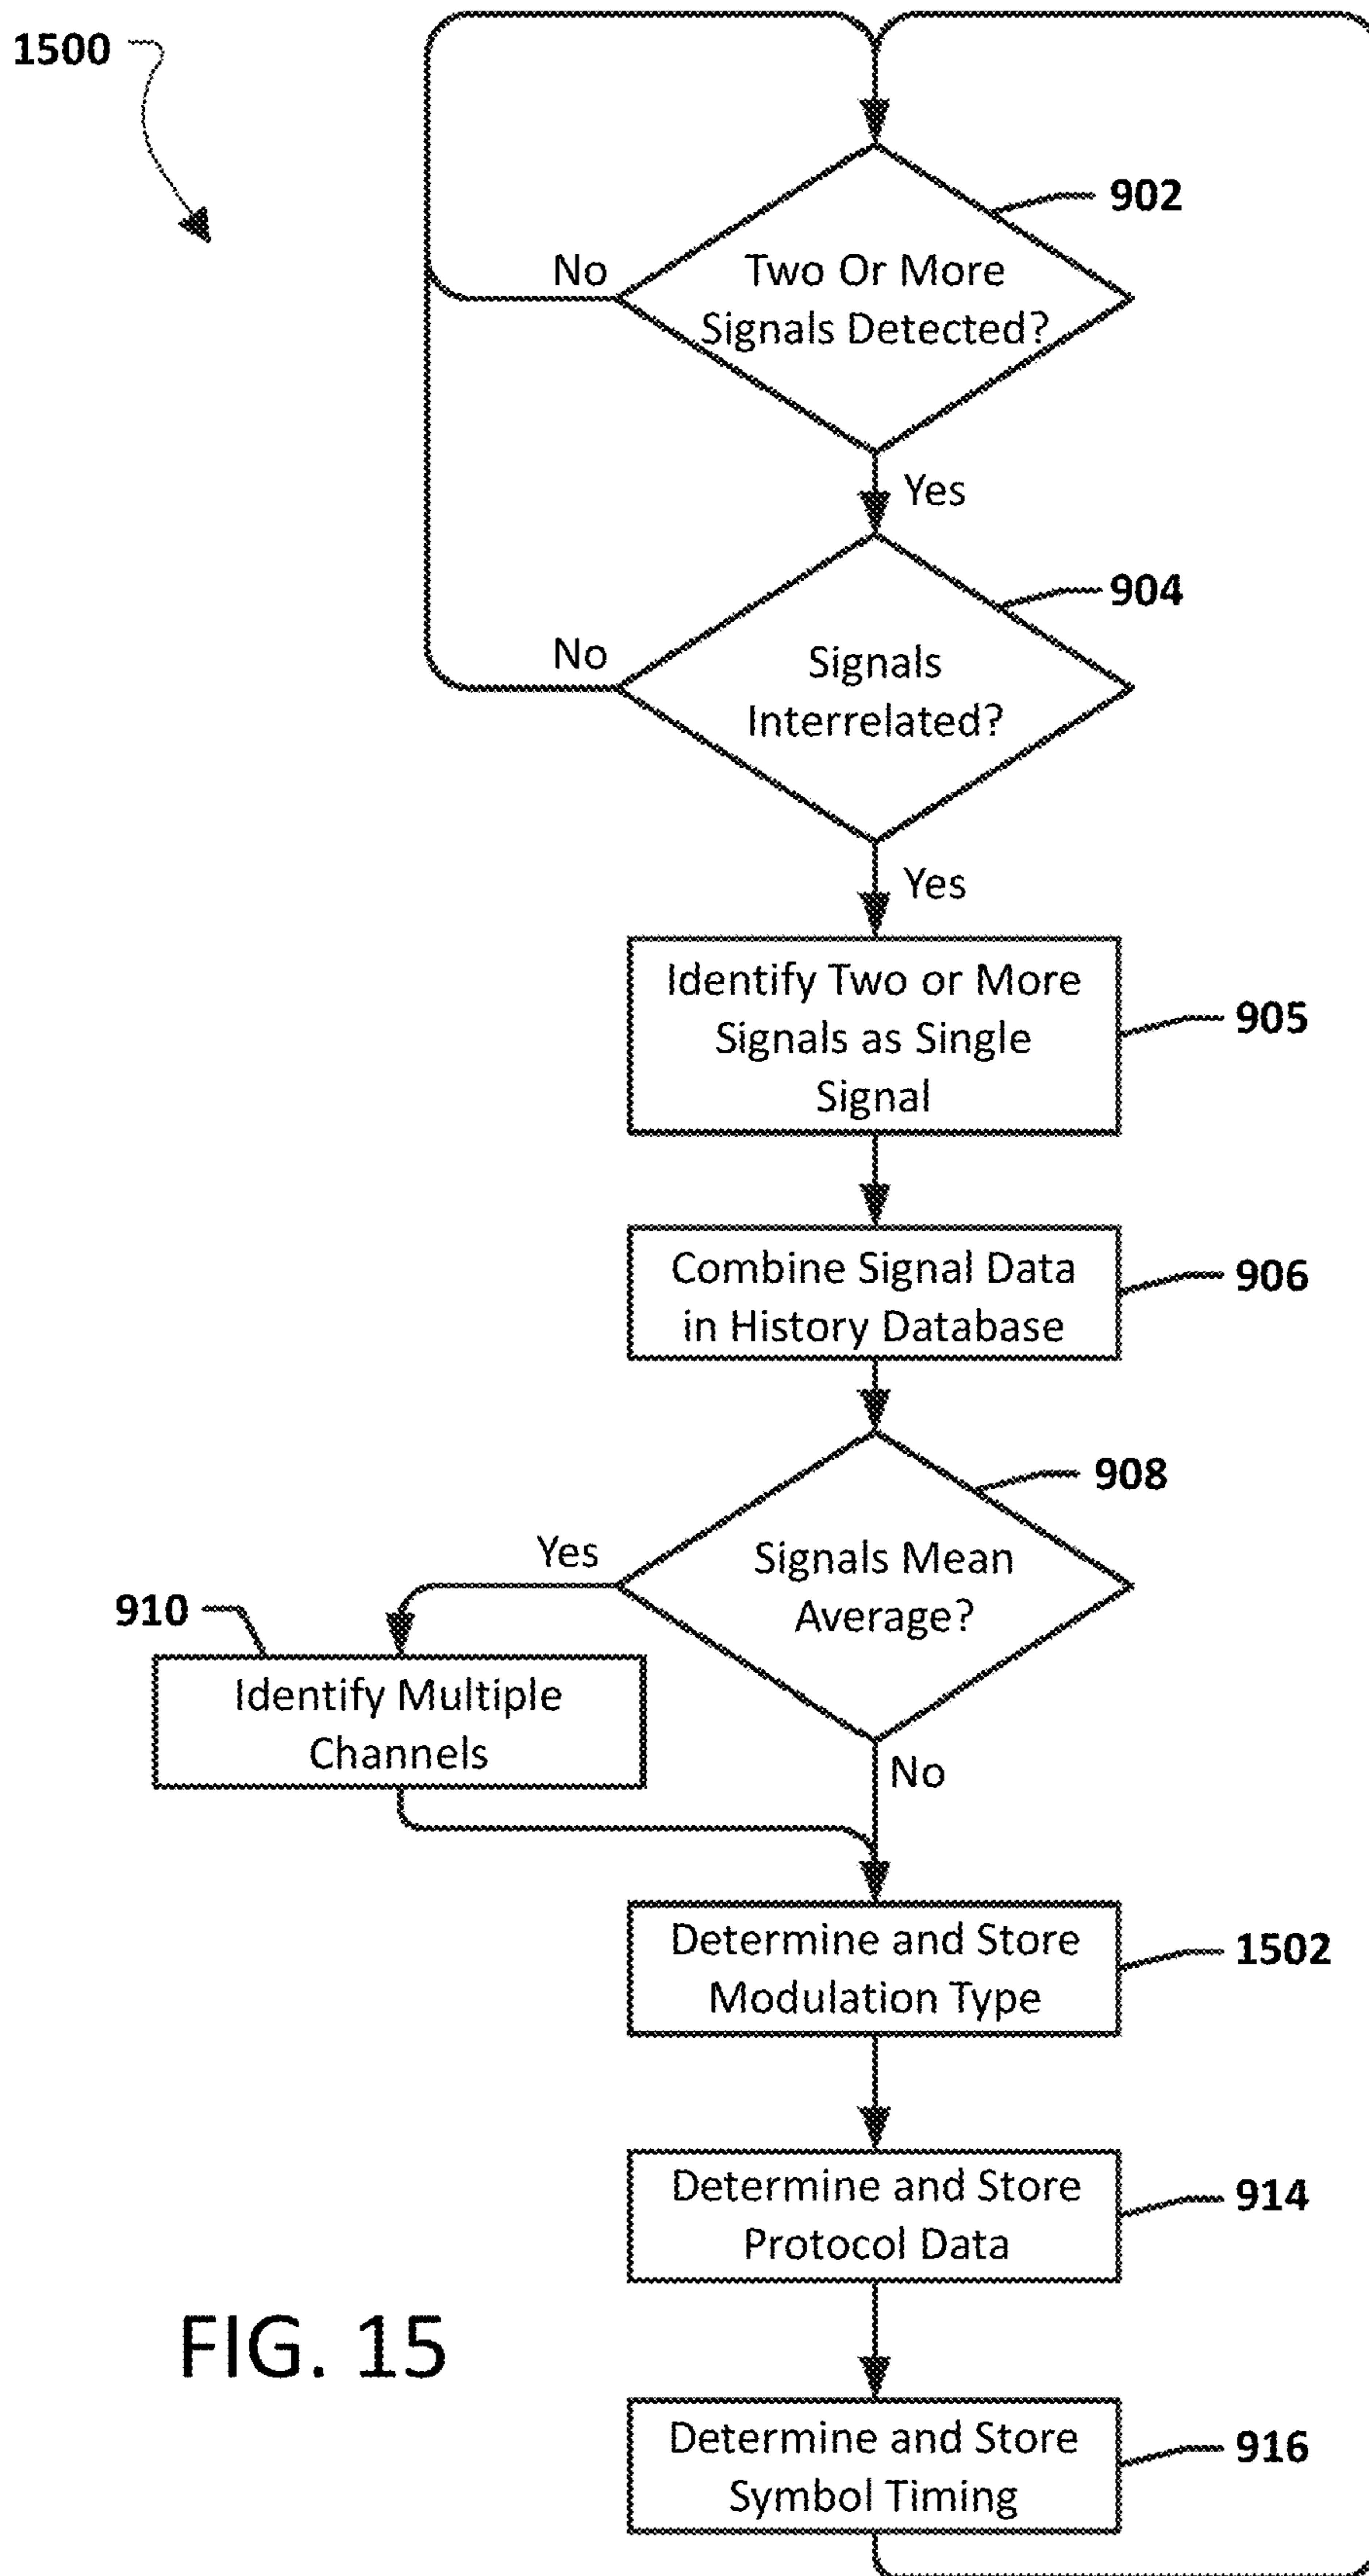 1500
902
No
Two Or More
Signals Detected?
Yes
904
No
Signals
Interrelated?
Yes
Identify Two or More
Signals as Single
Signal
905
Combine Signal Data
in History Database
906
908
Yes
Signals Mean
Average?
910
Identify Multiple
Channels
No
Determine and Store
Modulation Type
1502
Determine and Store
Protocol Data
914
FIG. 15
Determine and Store
Symbol Timing
916